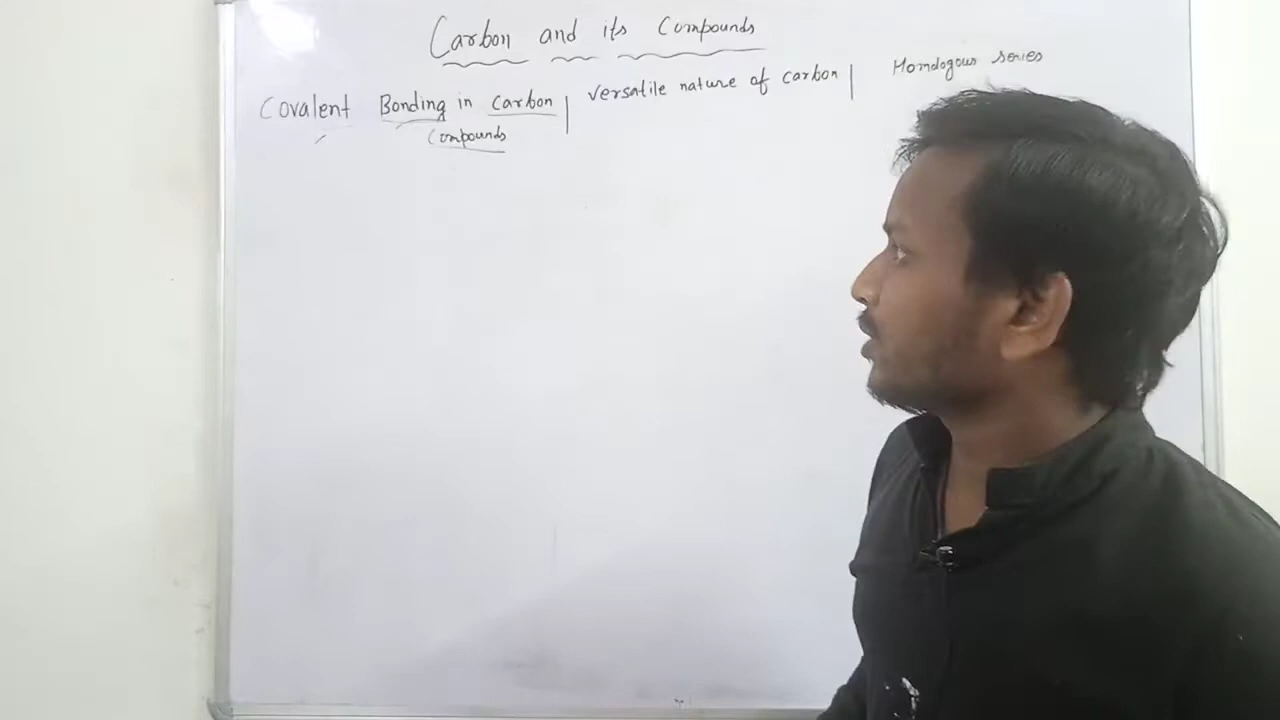 Carbon and its Compounds
Covalent Bonding in Carbon | versatile nature of carbon | Homologous series
Compounds